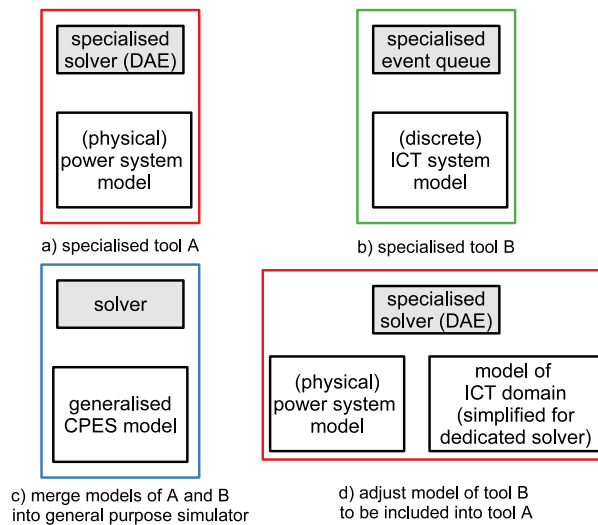 specialised
solver (DAE)
(physical)
power system
model
a) specialised tool A
specialised
event queue
(discrete)
ICT system
model
b) specialised tool B
solver
generalised
CPES model
c) merge models of A and B
into general purpose simulator
specialised
solver (DAE)
(physical)
power system
model
model of
ICT domain
(simplified for
dedicated solver)
d) adjust model of tool B
to be included into tool A